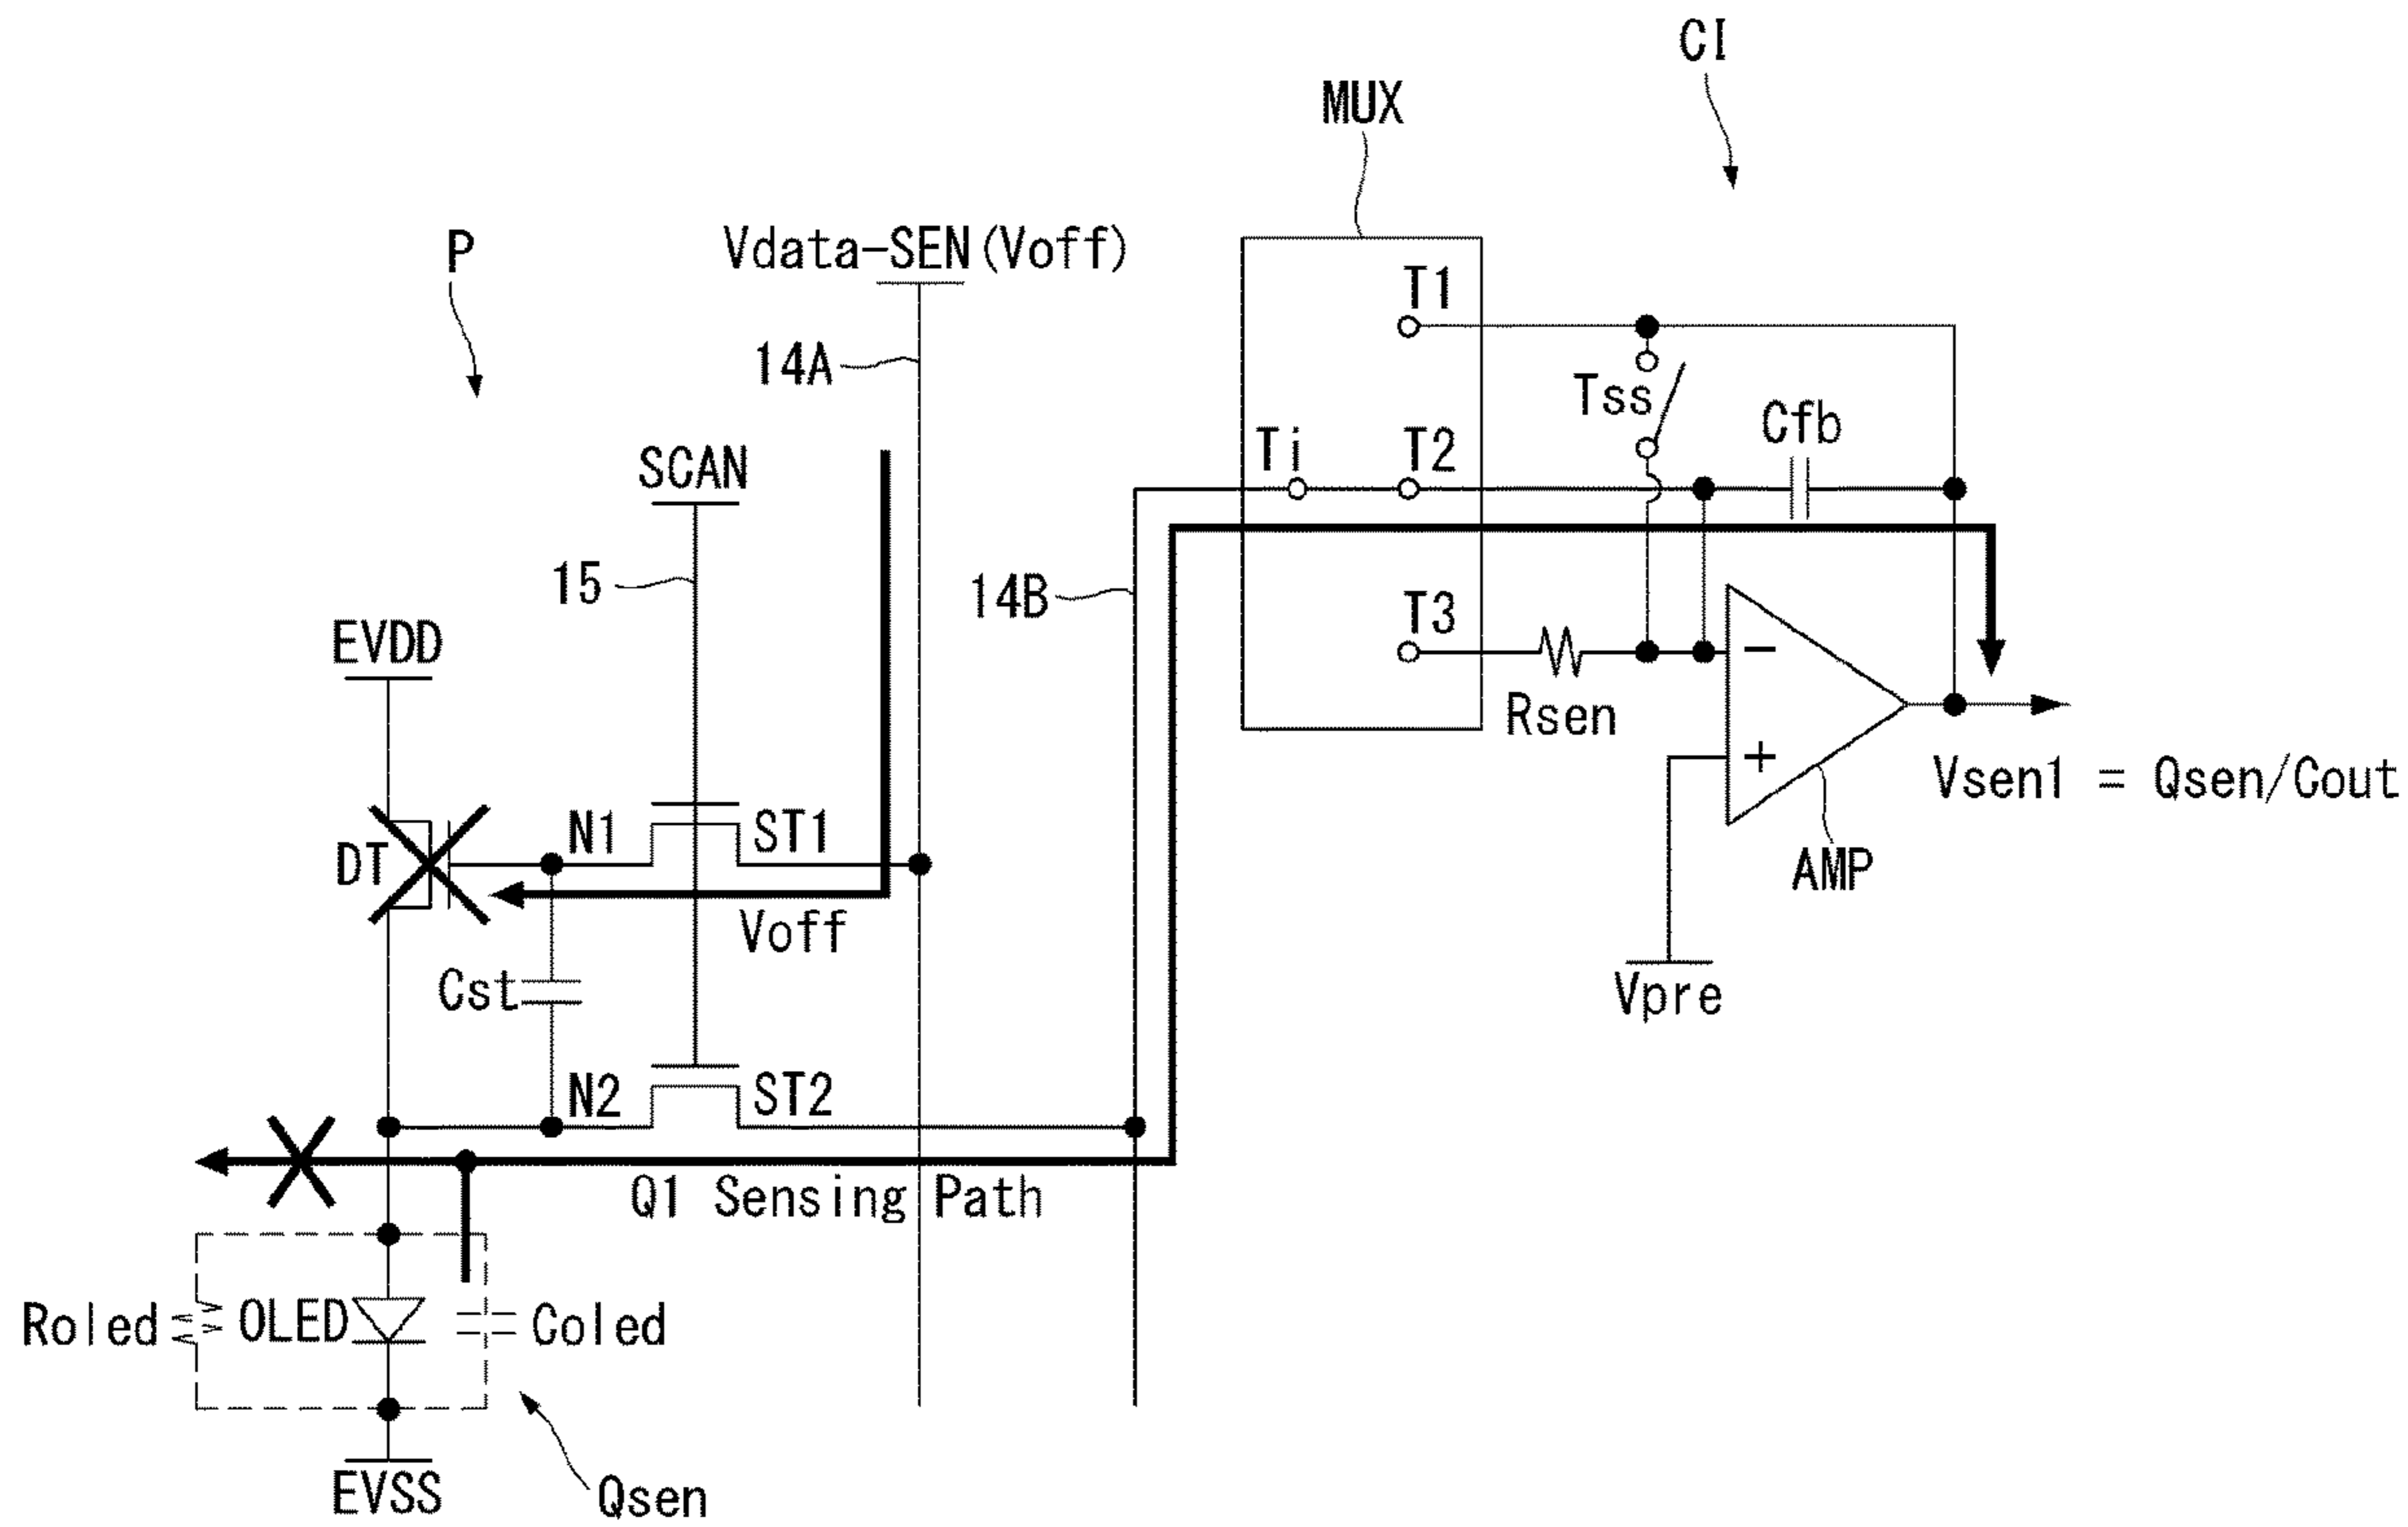 CI
MUX
P
Vdata-SEN(Voff)
T1
14A
Tss
Cfb
SCAN
Ti
T2
15
14B
T3
EVDD
−
Rsen
+
Vsen1 = Qsen/Cout
N1
ST1
DT
AMP
Voff
Cst
Vpre
N2
ST2
Q1 Sensing Path
Roled
OLED
Coled
EVSS
Qsen